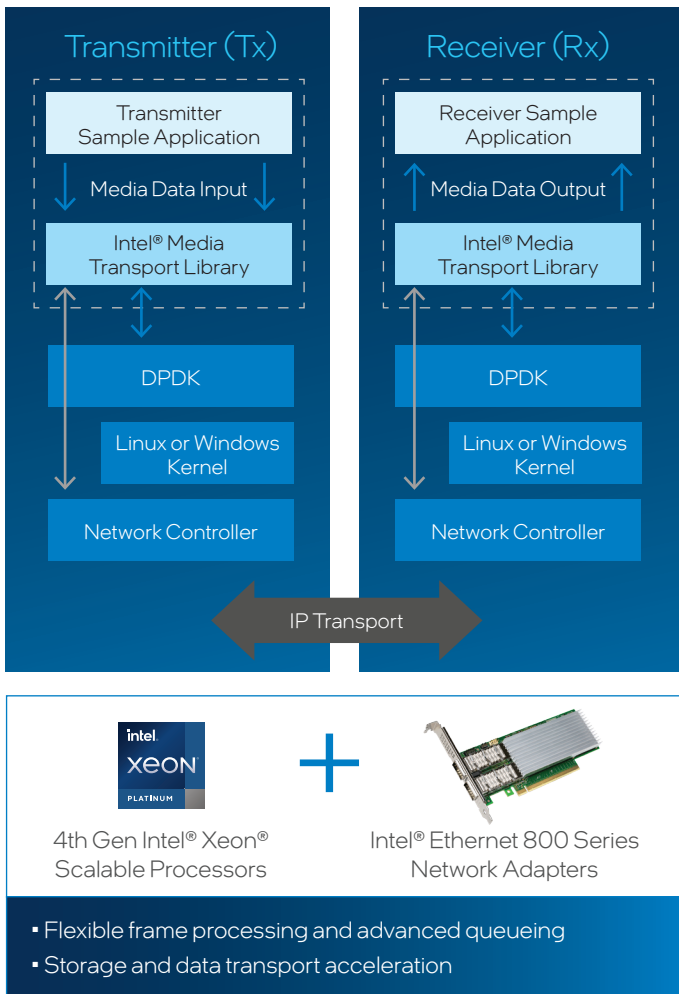 Transmitter (Tx)
Transmitter
Sample Application
Media Data Input
Intel® Media
Transport Library
DPDK
Linux or Windows
Kernel
Network Controller
Receiver (Rx)
Receiver Sample
Application
Media Data Output
Intel® Media
Transport Library
DPDK
Linux or Windows
Kernel
Network Controller
IP Transport
intel.
XEON
PLATINUM
4th Gen Intel® Xeon®
Scalable Processors
Intel® Ethernet 800 Series
Network Adapters
▪ Flexible frame processing and advanced queueing
▪ Storage and data transport acceleration